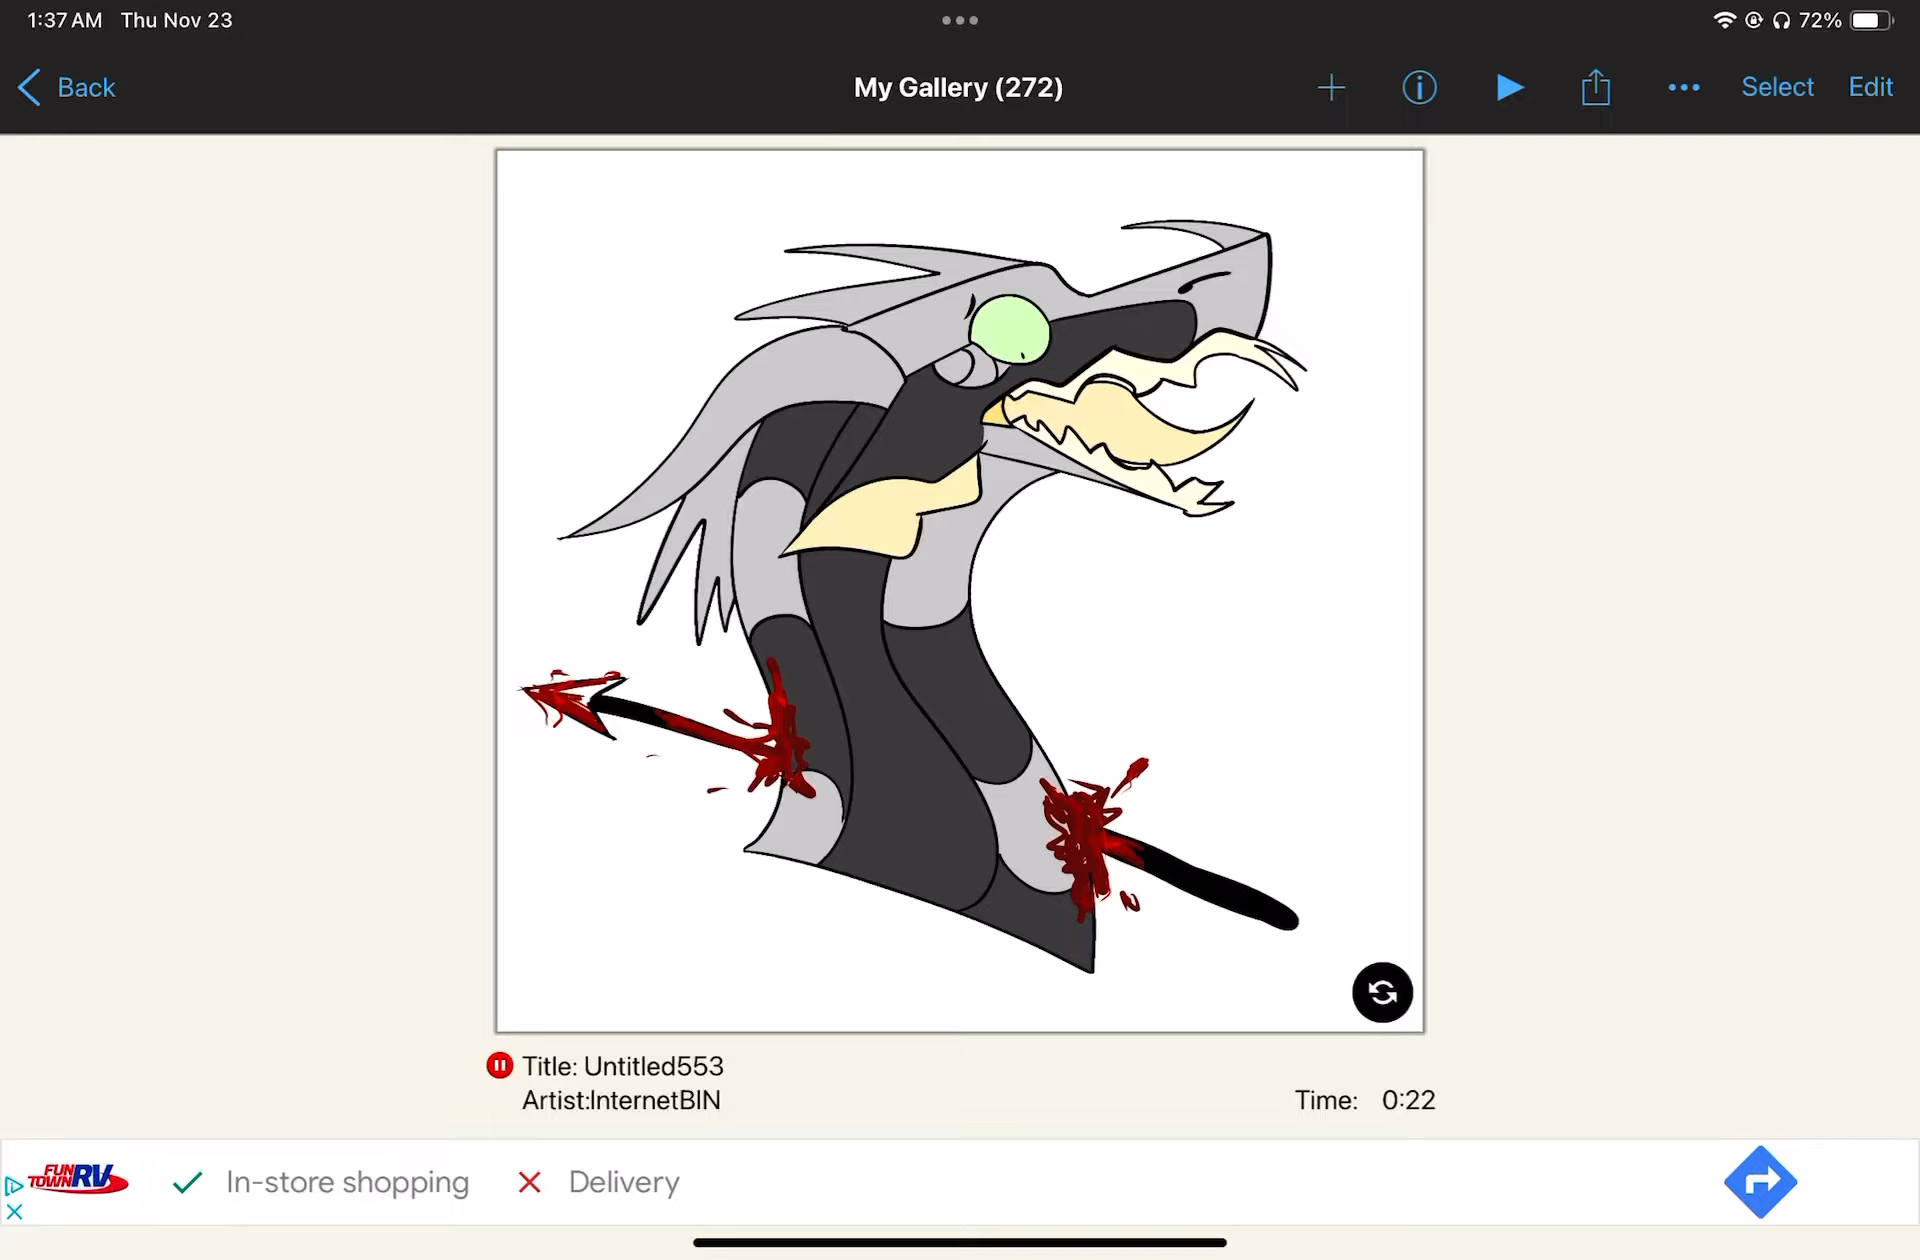 1:37 AM Thu Nov 23
72%
Back
My Gallery (272)
Select
Edit
Title: Untitled553
Artist:InternetBIN
Time: 0:22
FUN
TOWN RV
In-store shopping
Delivery